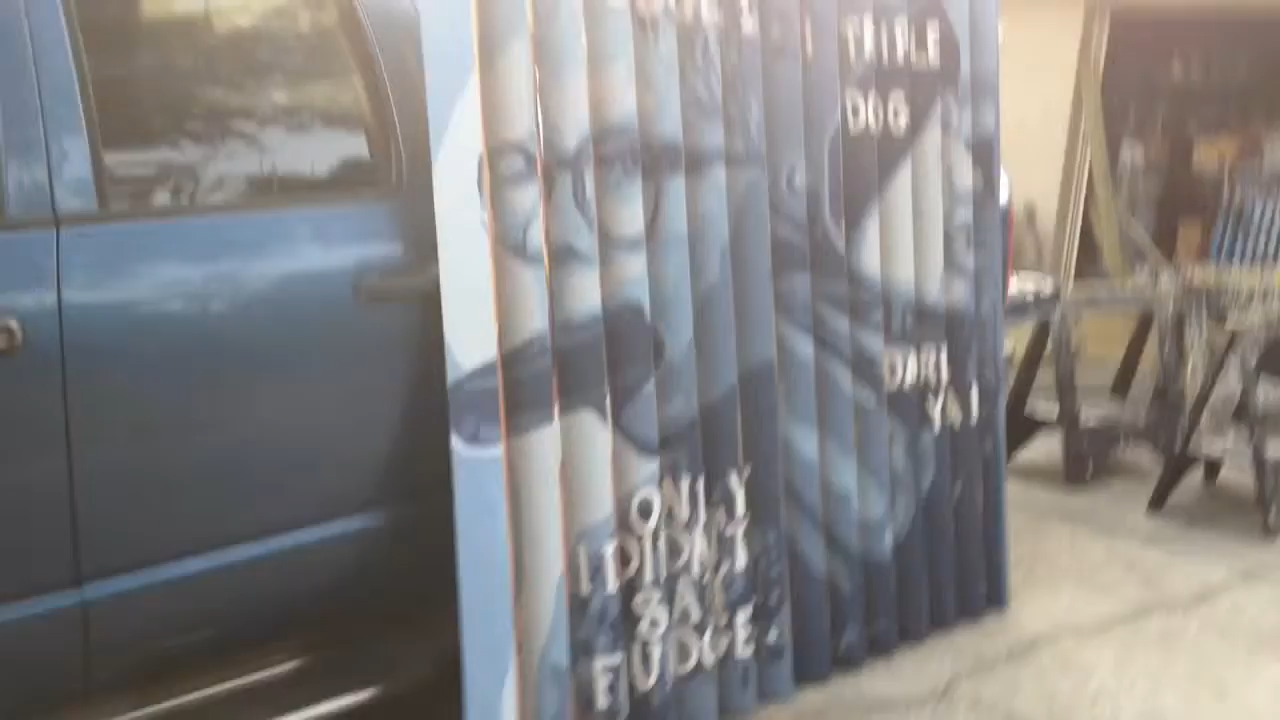 TRIPLE
DOG
DARE
YA!
ONLY
I DIDN'T
SAY
FUDGE